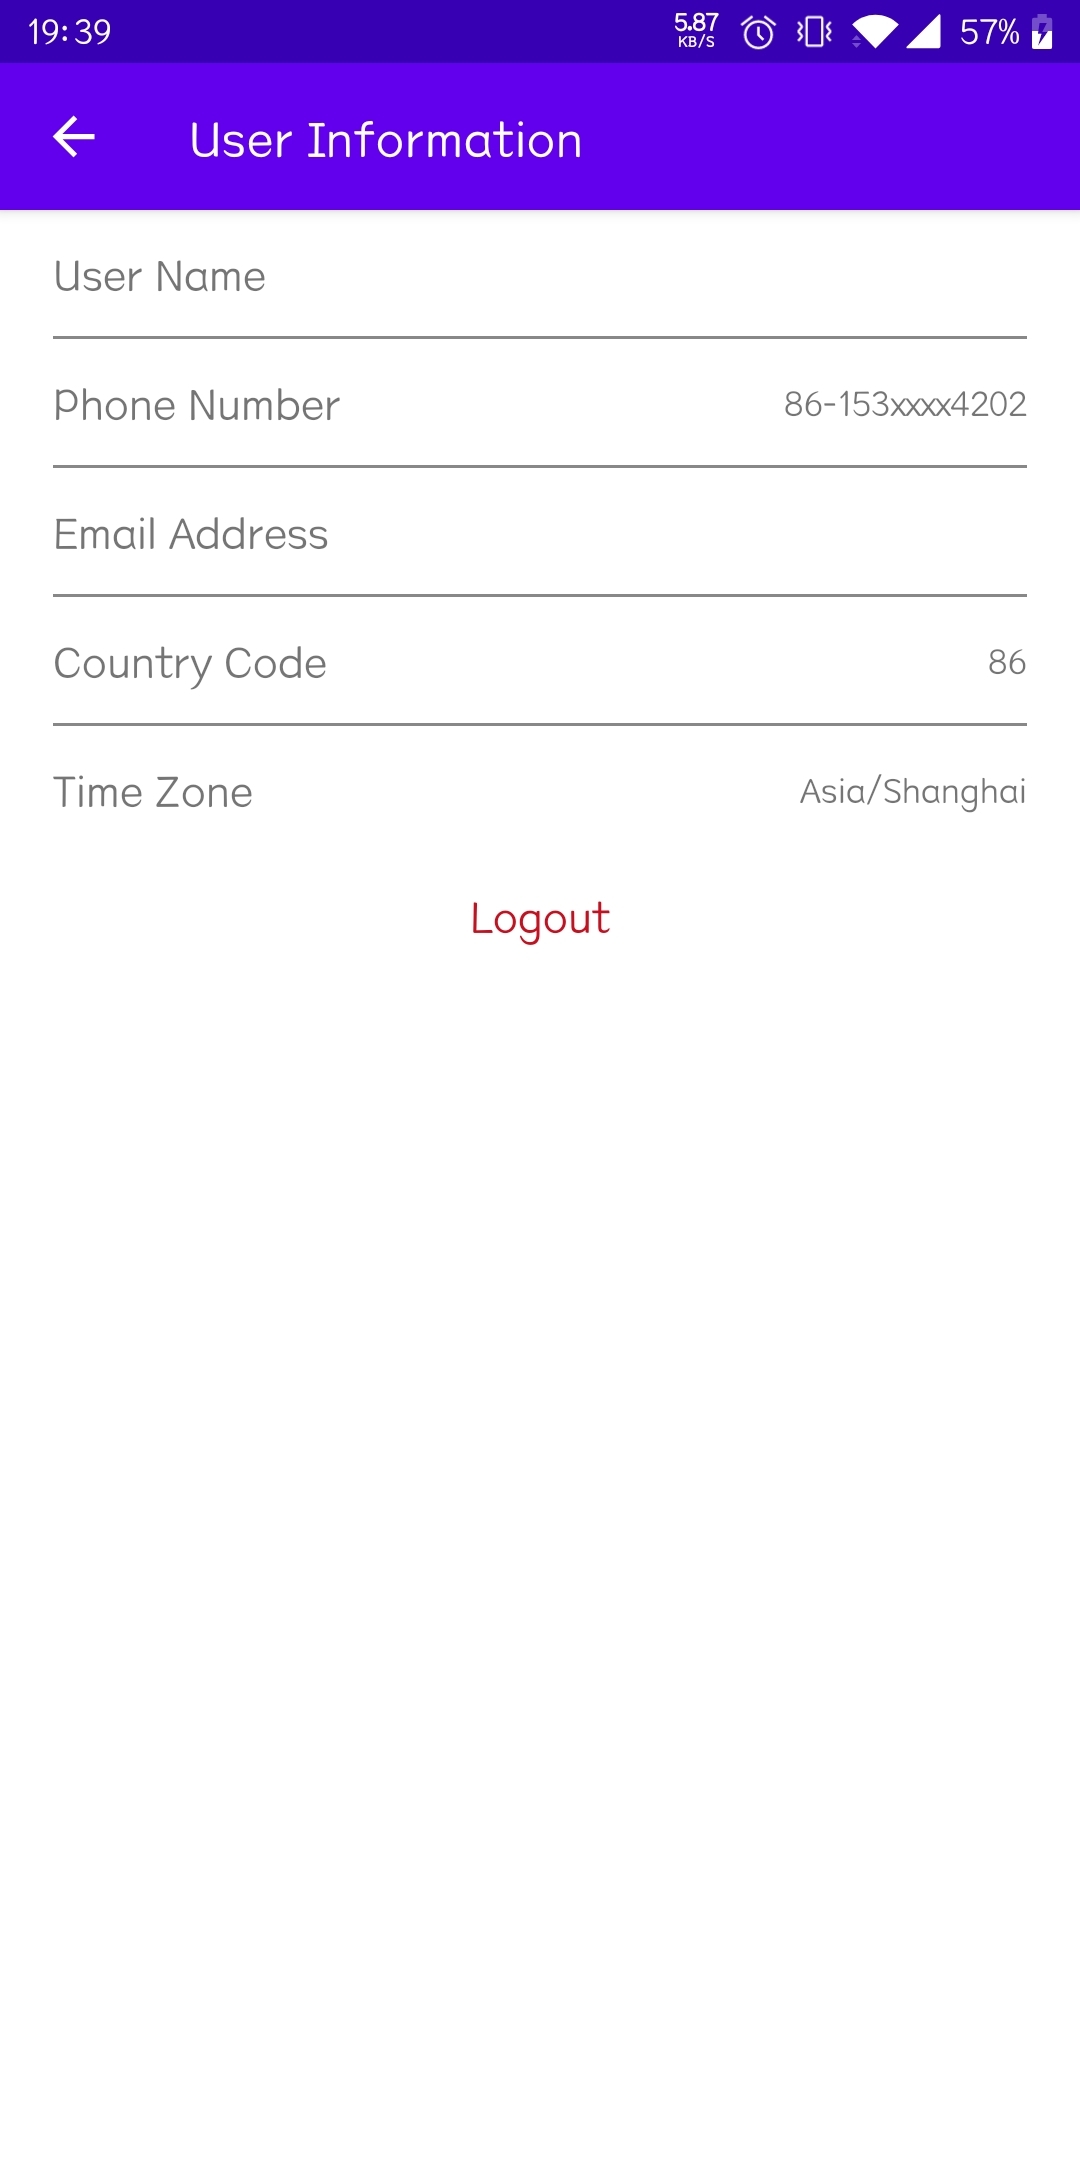 19:39 5.87 KB/S 57%
User Information
User Name
Phone Number 86-153xxxx4202
Email Address
Country Code 86
Time Zone Asia/Shanghai
Logout